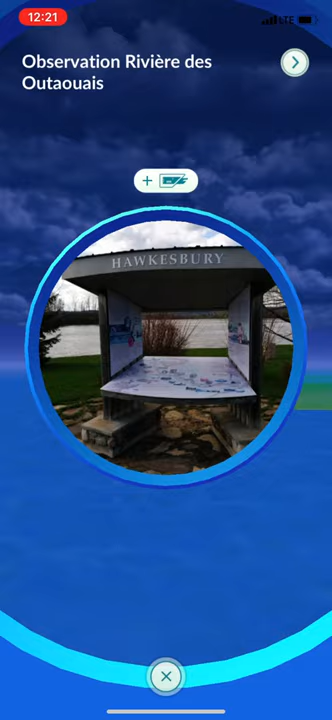 12:21
LTE
Observation Rivière des
Outaouais
+
HAWKESBURY